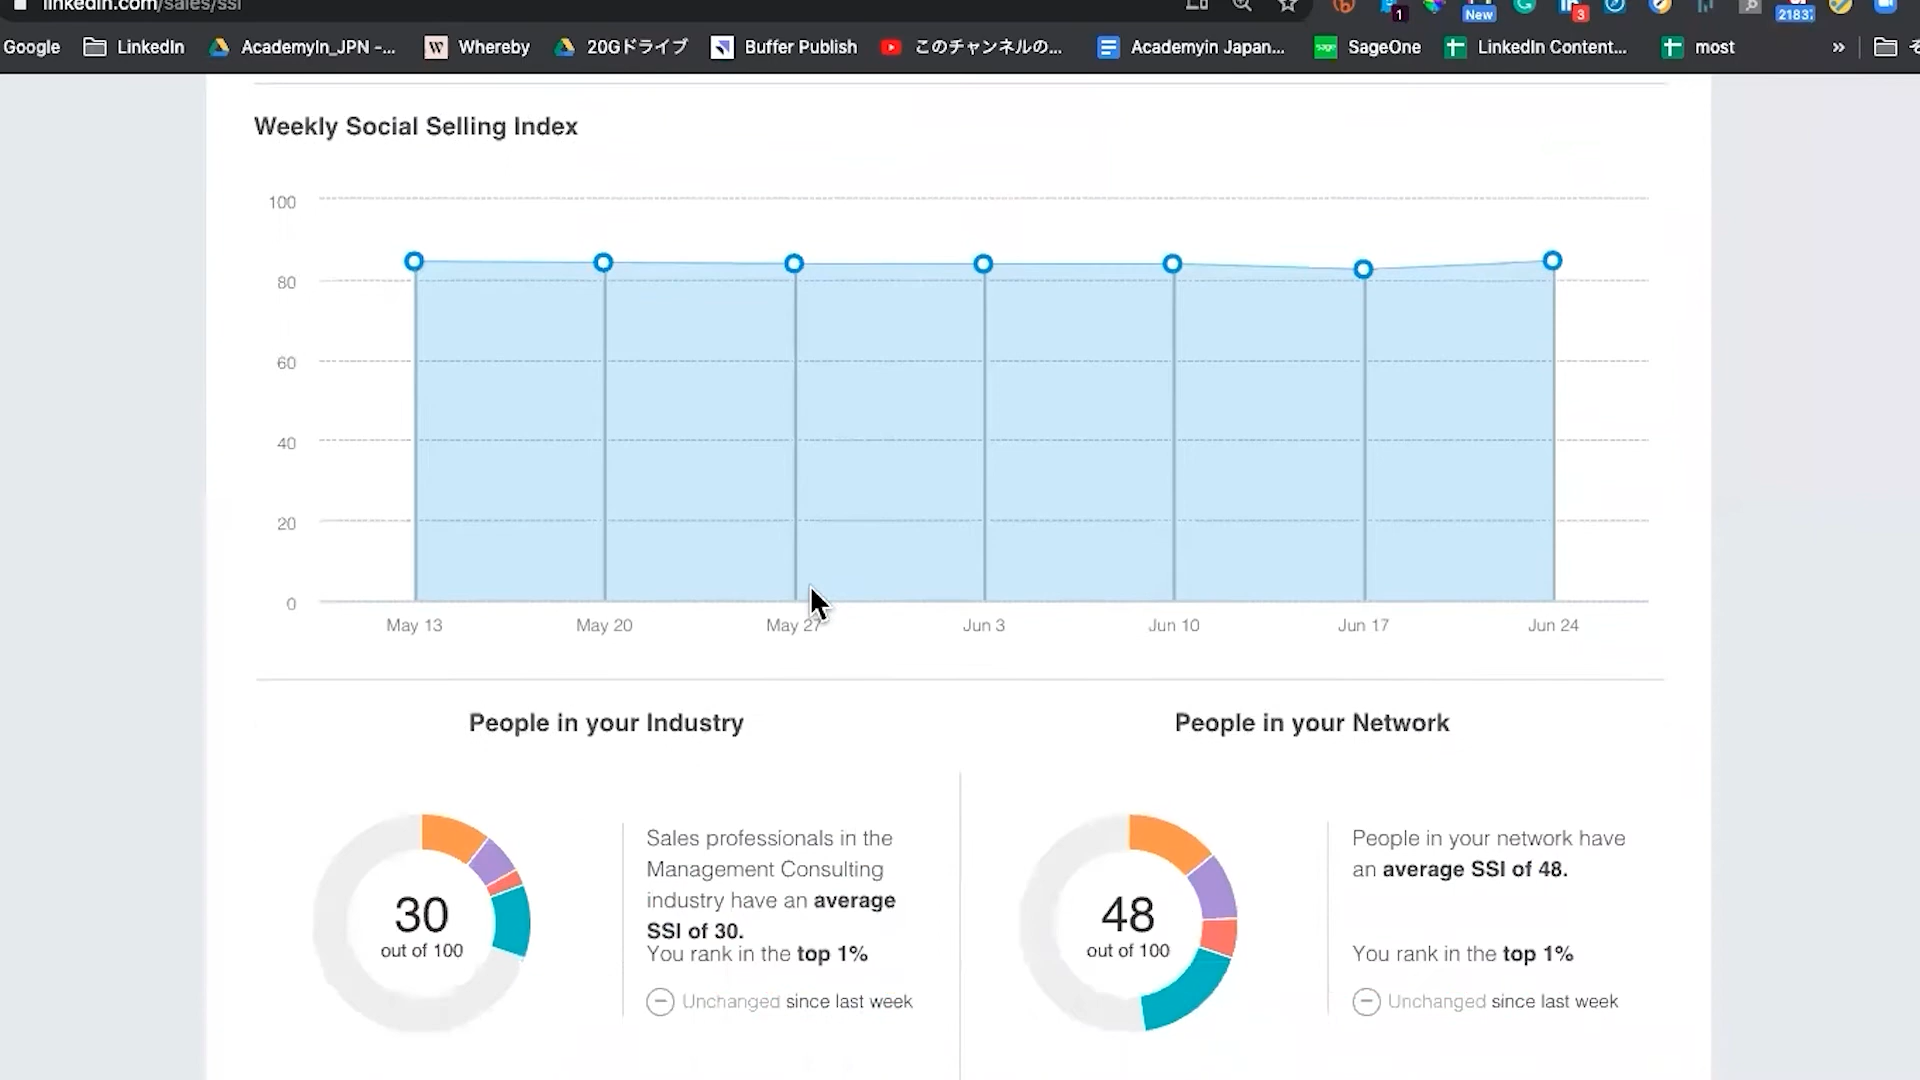 linkedin.com/sales/ssi
1
New
3
2183
Google LinkedIn AcademyIn_JPN -... Whereby 20Gドライブ Buffer Publish このチャンネルの... Academyin Japan... SageOne LinkedIn Content... most »
Weekly Social Selling Index
100
80
60
40
20
0
May 13 May 20 May 27 Jun 3 Jun 10 Jun 17 Jun 24
People in your Industry
30
out of 100
Sales professionals in the
Management Consulting
industry have an average
SSI of 30.
You rank in the top 1%
Unchanged since last week
People in your Network
48
out of 100
People in your network have
an average SSI of 48.
You rank in the top 1%
Unchanged since last week